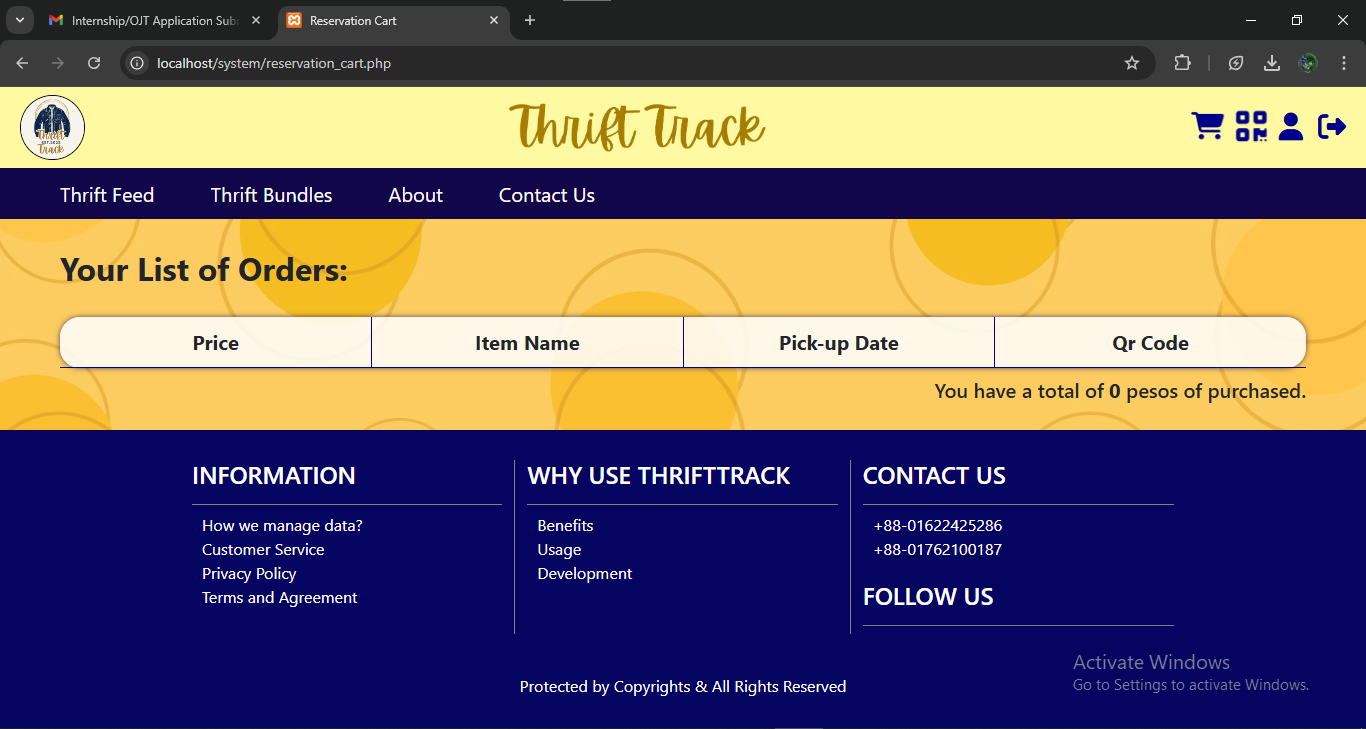 Internship/OJT Application Sub
Reservation Cart
localhost/system/reservation_cart.php
Thrift
Track
Thrift Track
Thrift Feed
Thrift Bundles
About
Contact Us
Your List of Orders:
Price
Item Name
Pick-up Date
Qr Code
You have a total of 0 pesos of purchased.
INFORMATION
How we manage data?
Customer Service
Privacy Policy
Terms and Agreement
WHY USE THRIFTTRACK
Benefits
Usage
Development
CONTACT US
+88-01622425286
+88-01762100187
FOLLOW US
Activate Windows
Go to Settings to activate Windows.
Protected by Copyrights & All Rights Reserved